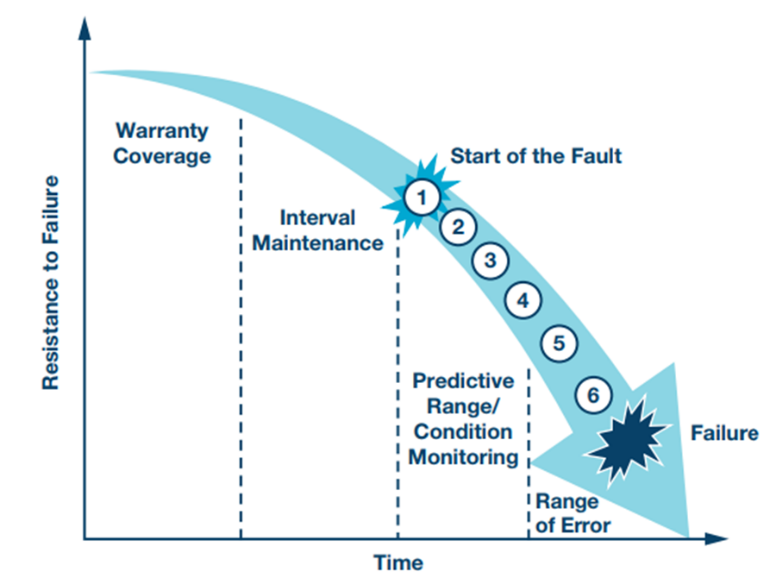 Resistance to Failure
Warranty
Coverage
Interval
Maintenance
Start of the Fault
1
2
3
4
5
6
Predictive
Range/
Condition
Monitoring
Failure
Range
of Error
Time